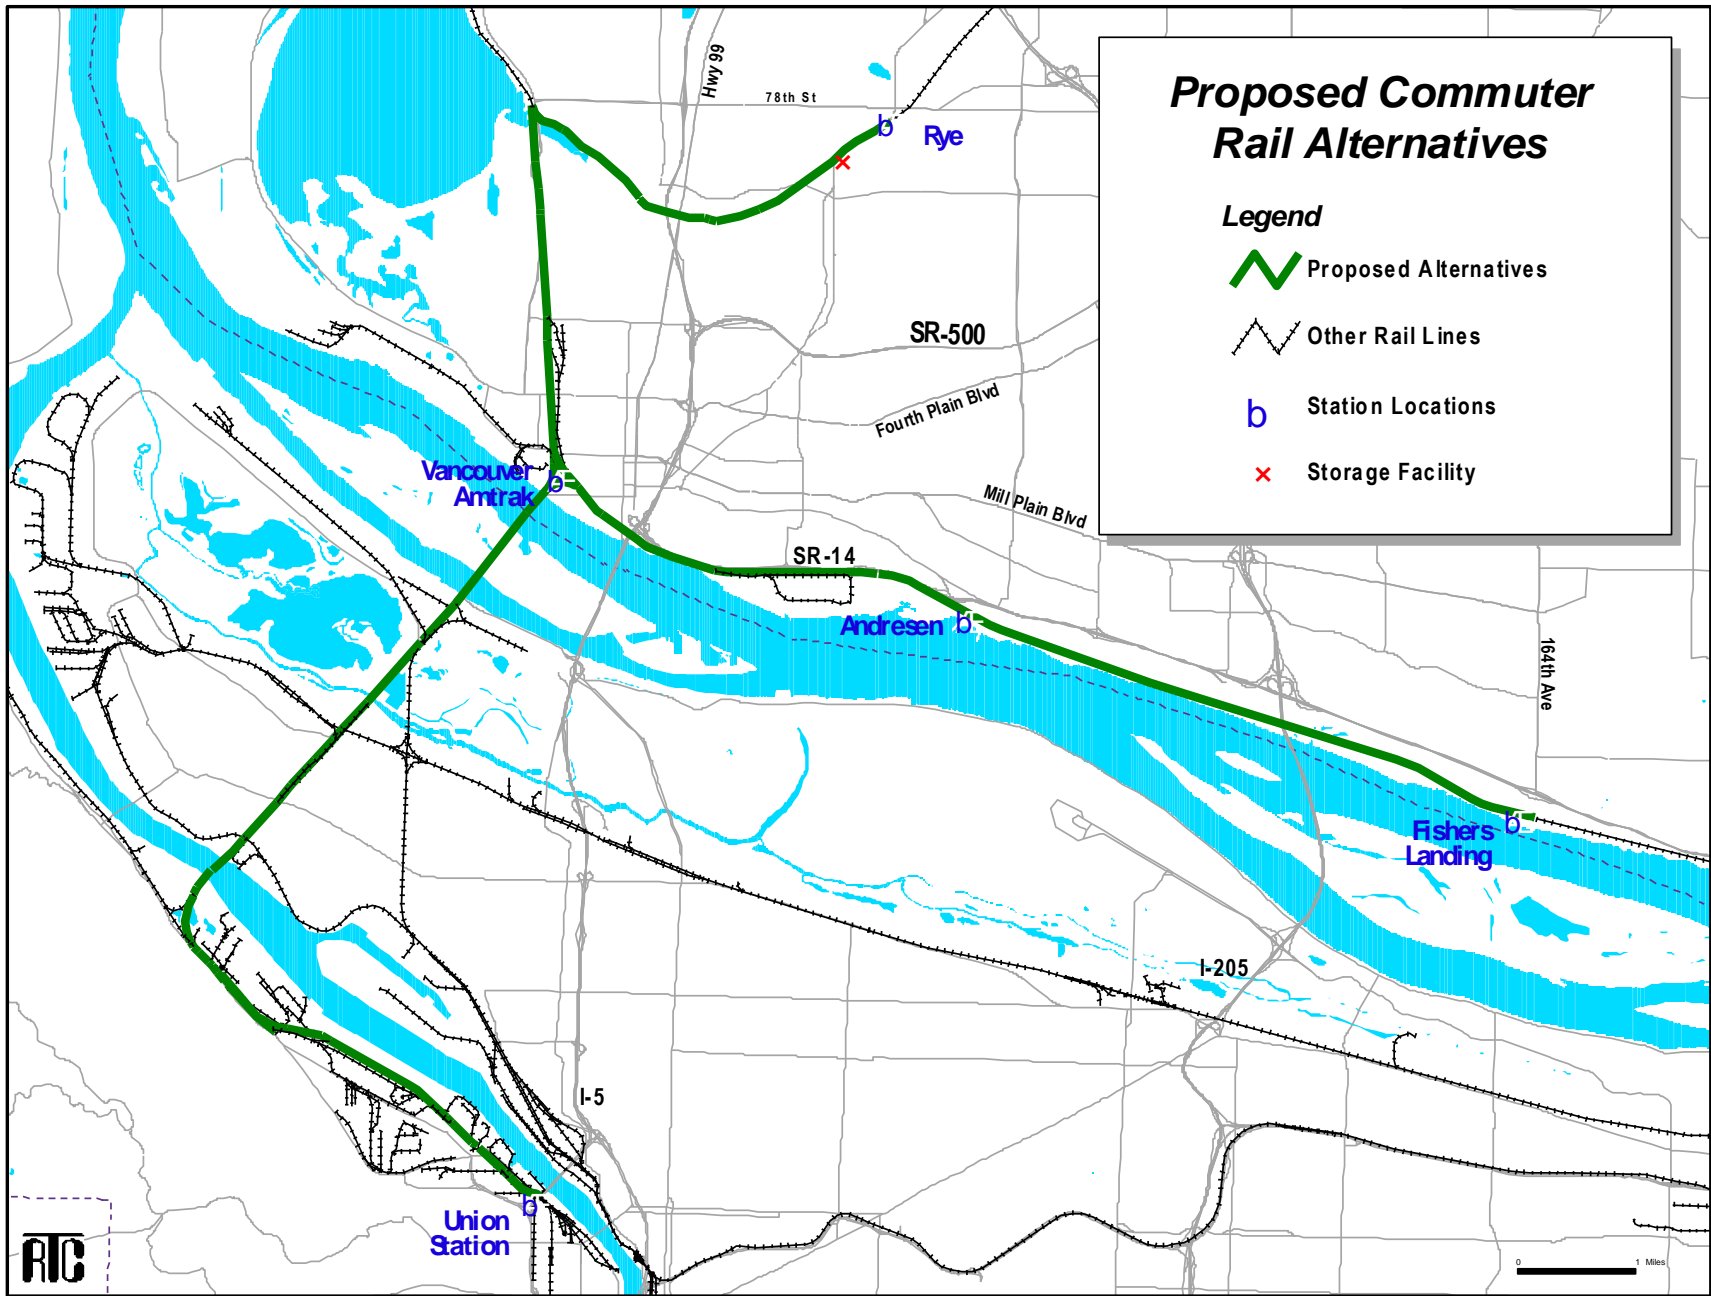 Proposed Commuter
Rail Alternatives
Legend
Proposed Alternatives
Other Rail Lines
b Station Locations
× Storage Facility
Hwy 99
78th St
b Rye
SR-500
Fourth Plain Blvd
Vancouver
Amtrak b
Mill Plain Blvd
SR-14
Andresen b
164th Ave
b
Fishers
Landing
I-205
I-5
b
Union
Station
RTC
0 1 Miles